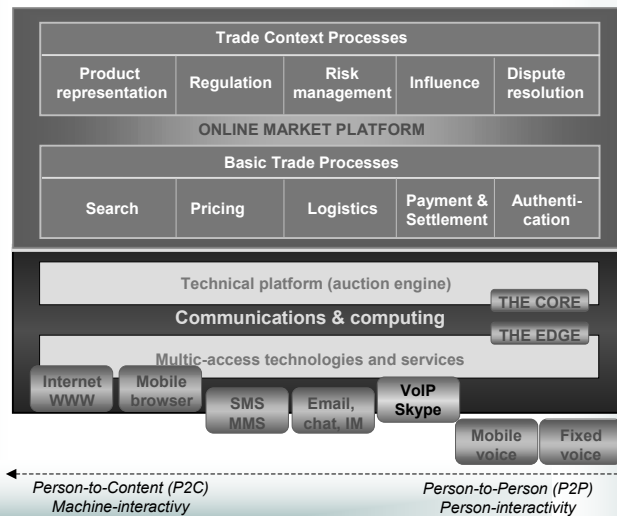 Trade Context Processes
Product
representation
Regulation
Risk
management
Influence
Dispute
resolution
ONLINE MARKET PLATFORM
Basic Trade Processes
Search
Pricing
Logistics
Payment &
Settlement
Authenti-
cation
Technical platform (auction engine)
THE CORE
Communications & computing
THE EDGE
Multic-access technologies and services
Internet
WWW
Mobile
browser
SMS
MMS
Email,
chat, IM
VoIP
Skype
Mobile
voice
Fixed
voice
Person-to-Content (P2C)
Machine-interactivy
Person-to-Person (P2P)
Person-interactivity